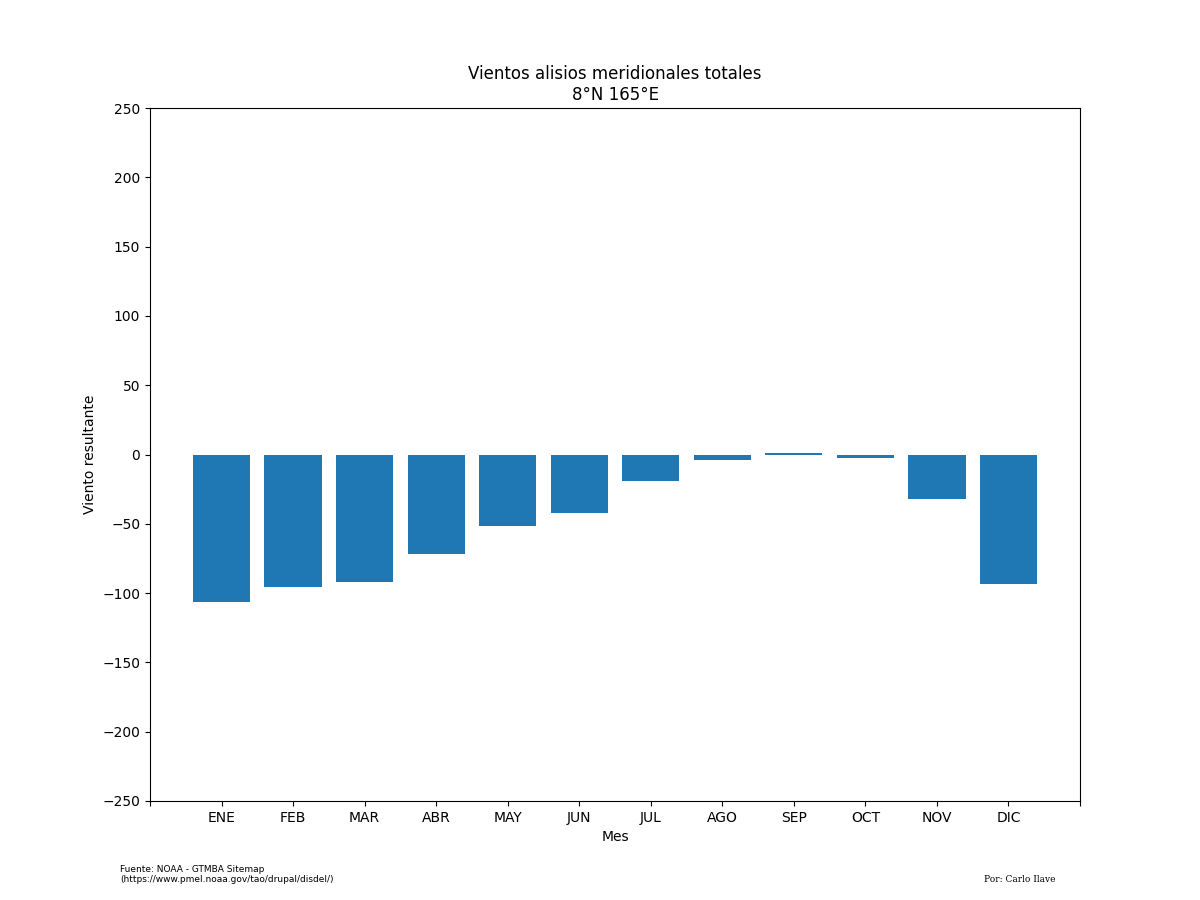 Vientos alisios meridionales totales
8°N 165°E
250
200
150
100
50
0
−50
−100
−150
−200
−250
Viento resultante
ENE FEB MAR ABR MAY JUN JUL AGO SEP OCT NOV DIC
Mes
Fuente: NOAA - GTMBA Sitemap
(https://www.pmel.noaa.gov/tao/drupal/disdel/)
Por: Carlo Ilave